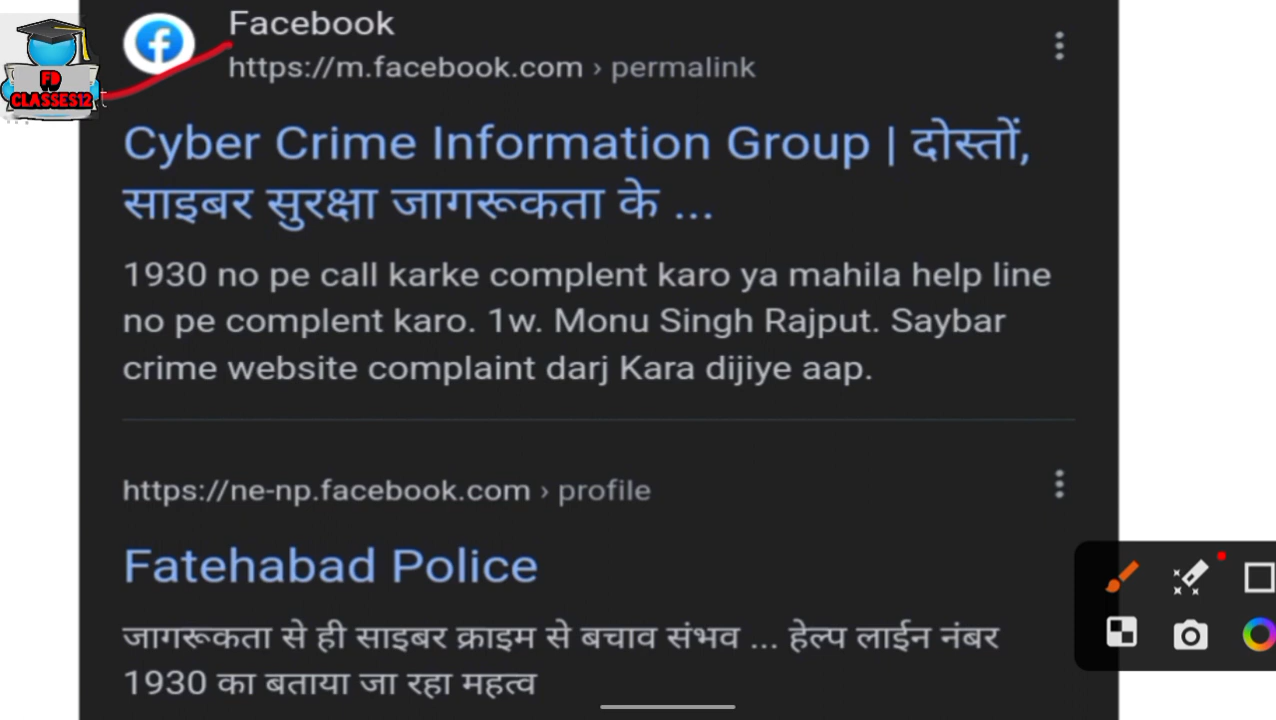 Facebook
https://m.facebook.com › permalink
FD
CLASSES12
Cyber Crime Information Group | दोस्तों,
साइबर सुरक्षा जागरूकता के ...
1930 no pe call karke complent karo ya mahila help line
no pe complent karo. 1w. Monu Singh Rajput. Saybar
crime website complaint darj Kara dijiye aap.
https://ne-np.facebook.com › profile
Fatehabad Police
जागरूकता से ही साइबर क्राइम से बचाव संभव ... हेल्प लाईन नंबर
1930 का बताया जा रहा महत्व